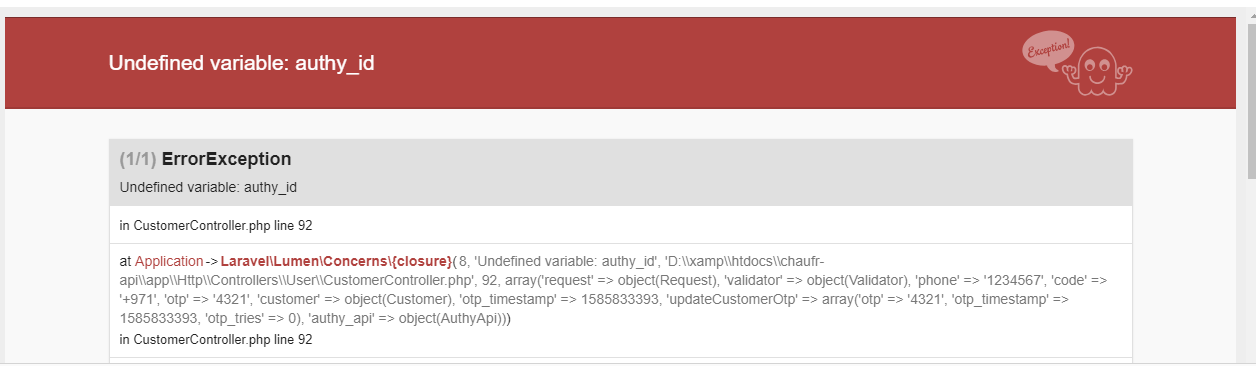 Undefined variable: authy_id
Exception!
(1/1) ErrorException
Undefined variable: authy_id
in CustomerController.php line 92
at Application->Laravel\Lumen\Concerns\{closure}(8, 'Undefined variable: authy_id', 'D:\\xamp\\htdocs\\chaufr-
api\\app\\Http\\Controllers\\User\\CustomerController.php', 92, array('request' => object(Request), 'validator' => object(Validator), 'phone' => '1234567', 'code' =>
'+971', 'otp' => '4321', 'customer' => object(Customer), 'otp_timestamp' => 1585833393, 'updateCustomerOtp' => array('otp' => '4321', 'otp_timestamp' =>
1585833393, 'otp_tries' => 0), 'authy_api' => object(AuthyApi)))
in CustomerController.php line 92